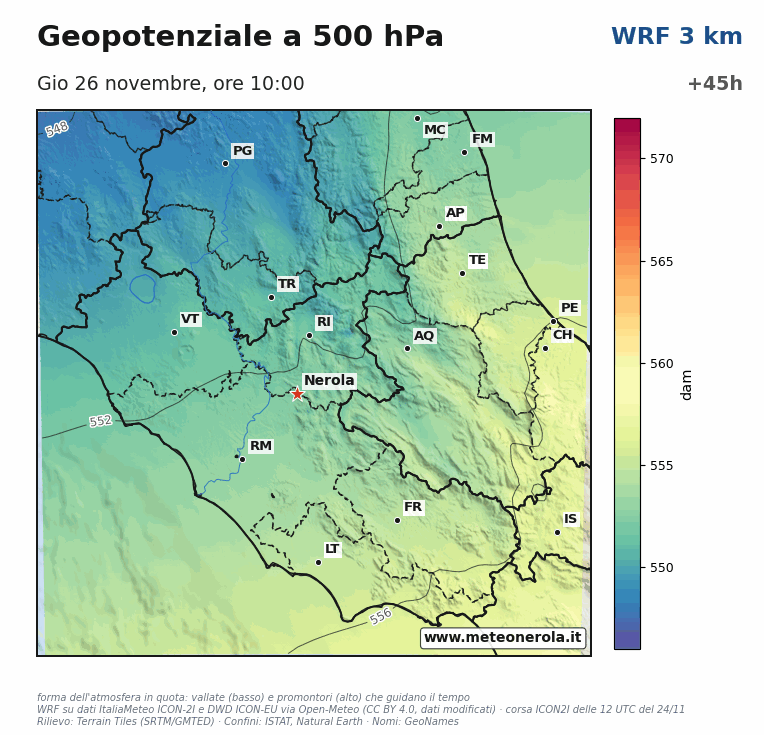 Geopotenziale a 500 hPa
WRF 3 km
Gio 26 novembre, ore 10:00
+45h
548
MC
FM
PG
AP
TE
TR
VT
RI
PE
CH
AQ
Nerola
552
RM
FR
IS
LT
556
www.meteonerola.it
570
565
560
555
550
dam
forma dell'atmosfera in quota: vallate (basso) e promontori (alto) che guidano il tempo
WRF su dati ItaliaMeteo ICON-2I e DWD ICON-EU via Open-Meteo (CC BY 4.0, dati modificati) · corsa ICON2I delle 12 UTC del 24/11
Rilievo: Terrain Tiles (SRTM/GMTED) · Confini: ISTAT, Natural Earth · Nomi: GeoNames